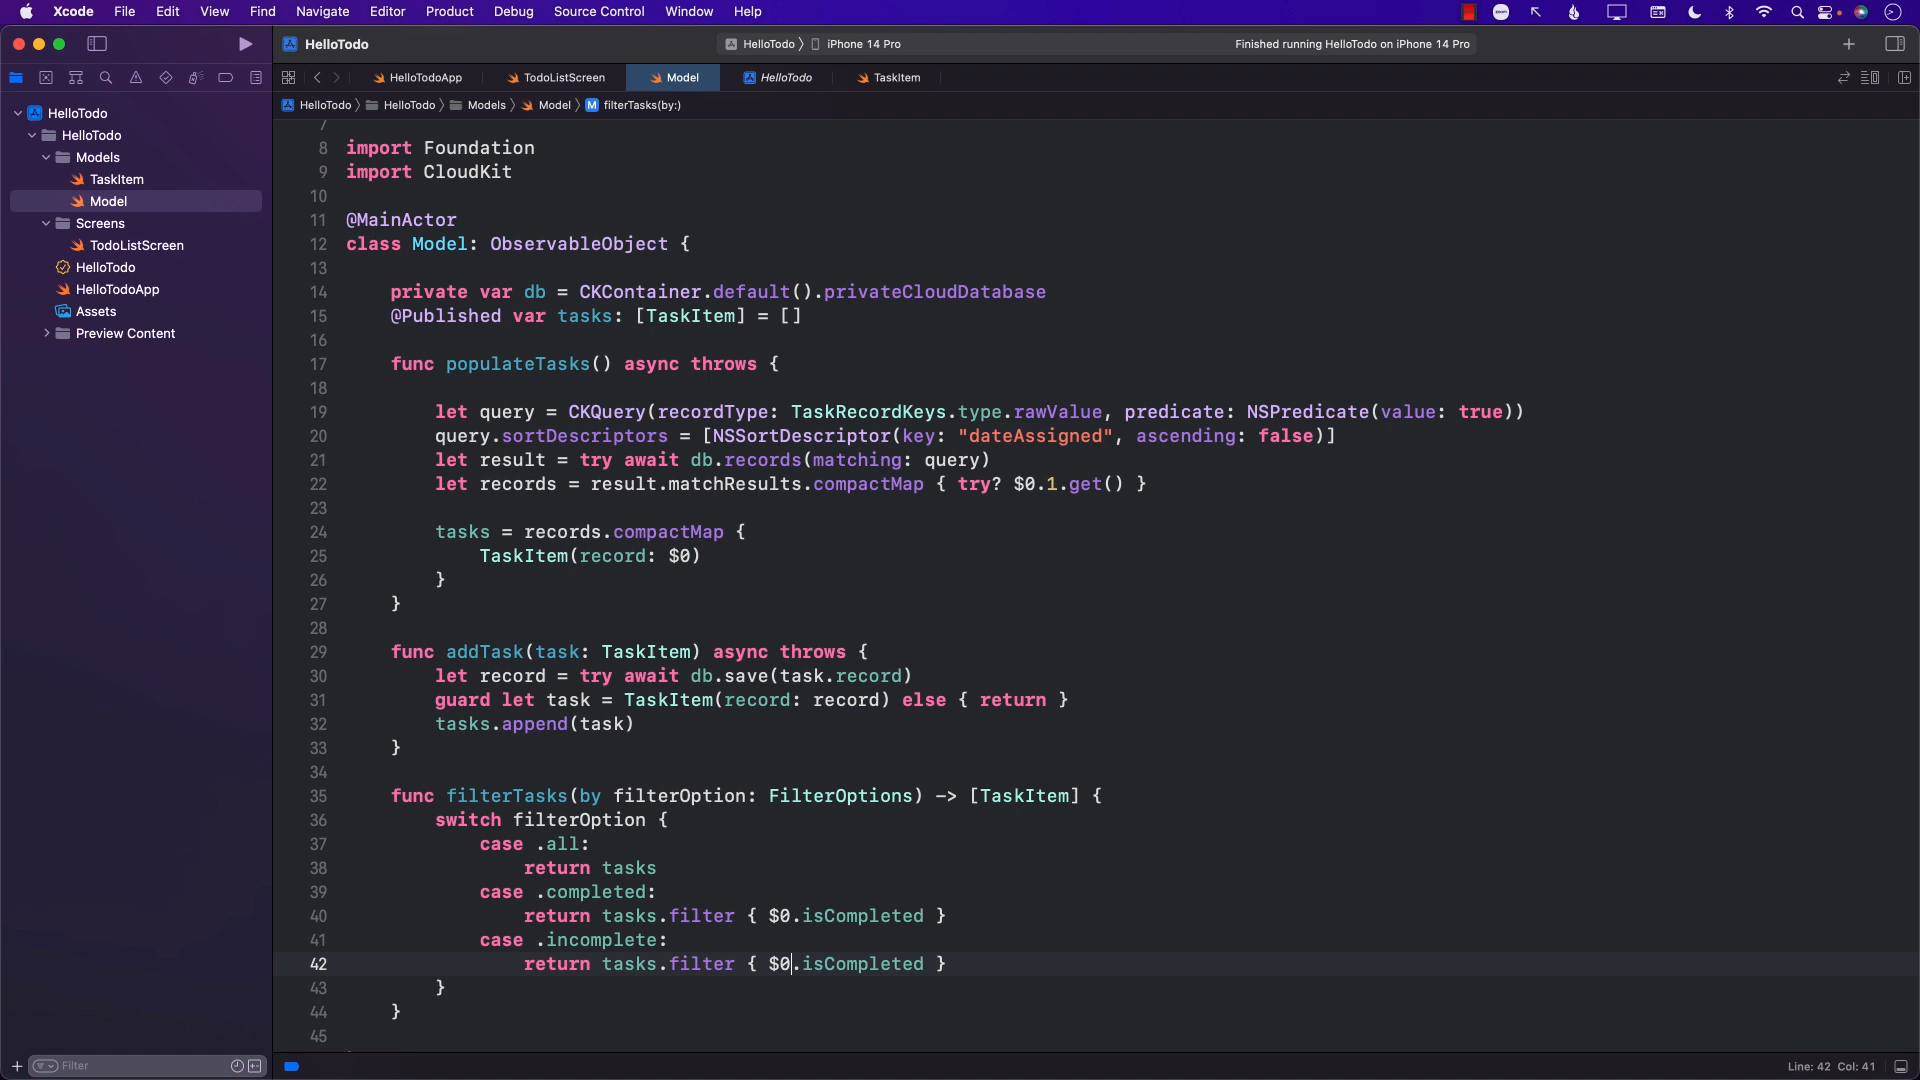 Xcode File Edit View Find Navigate Editor Product Debug Source Control Window Help
HelloTodo HelloTodo iPhone 14 Pro Finished running HelloTodo on iPhone 14 Pro
HelloTodoApp TodoListScreen Model HelloTodo TaskItem
HelloTodo HelloTodo Models Model M filterTasks(by:)
HelloTodo
HelloTodo
Models
TaskItem
Model
Screens
TodoListScreen
HelloTodo
HelloTodoApp
Assets
Preview Content
7
8 import Foundation
9 import CloudKit
10
11 @MainActor
12 class Model: ObservableObject {
13
14 private var db = CKContainer.default().privateCloudDatabase
15 @Published var tasks: [TaskItem] = []
16
17 func populateTasks() async throws {
18
19 let query = CKQuery(recordType: TaskRecordKeys.type.rawValue, predicate: NSPredicate(value: true))
20 query.sortDescriptors = [NSSortDescriptor(key: "dateAssigned", ascending: false)]
21 let result = try await db.records(matching: query)
22 let records = result.matchResults.compactMap { try? $0.1.get() }
23
24 tasks = records.compactMap {
25 TaskItem(record: $0)
26 }
27 }
28
29 func addTask(task: TaskItem) async throws {
30 let record = try await db.save(task.record)
31 guard let task = TaskItem(record: record) else { return }
32 tasks.append(task)
33 }
34
35 func filterTasks(by filterOption: FilterOptions) -> [TaskItem] {
36 switch filterOption {
37 case .all:
38 return tasks
39 case .completed:
40 return tasks.filter { $0.isCompleted }
41 case .incomplete:
42 return tasks.filter { $0.isCompleted }
43 }
44 }
45
Filter
Line: 42 Col: 41